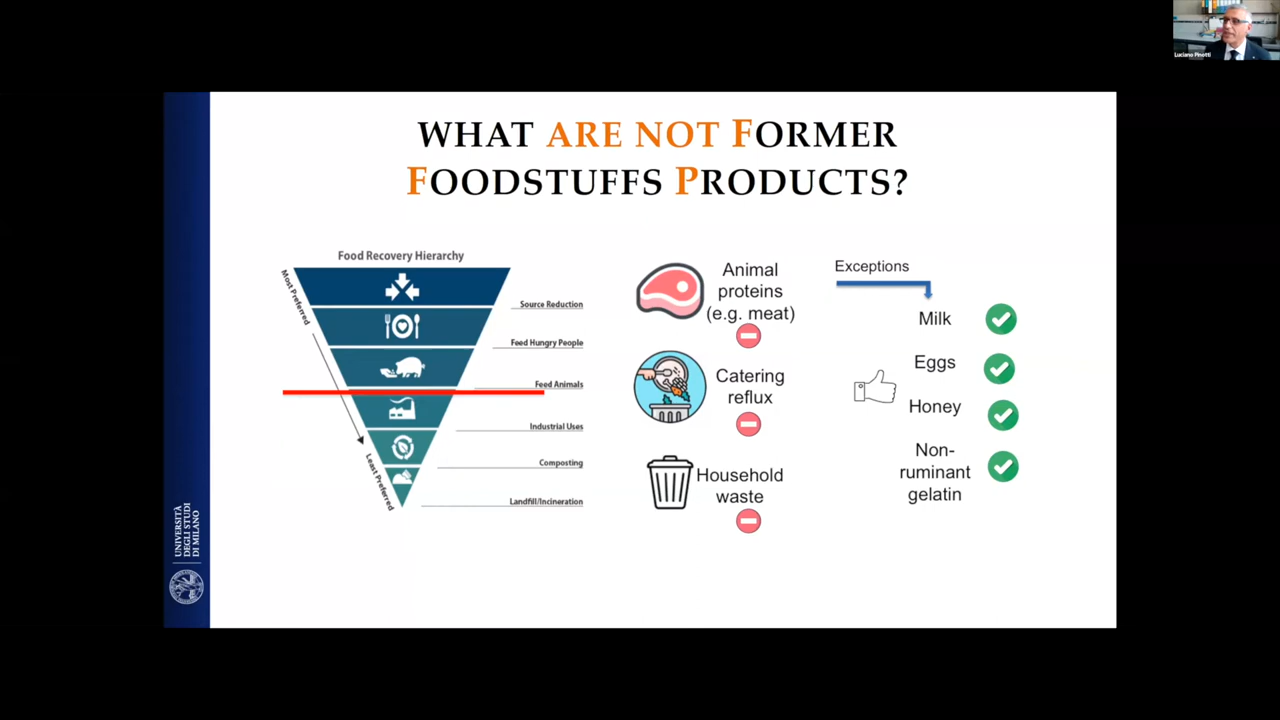 Luciano Pinotti
WHAT ARE NOT FORMER
FOODSTUFFS PRODUCTS?
Food Recovery Hierarchy
Most Preferred
Least Preferred
Source Reduction
Feed Hungry People
Feed Animals
Industrial Uses
Composting
Landfill/Incineration
Animal
proteins
(e.g. meat)
Catering
reflux
Household
waste
Exceptions
Milk
Eggs
Honey
Non-
ruminant
gelatin
UNIVERSITÀ
DEGLI STUDI
DI MILANO